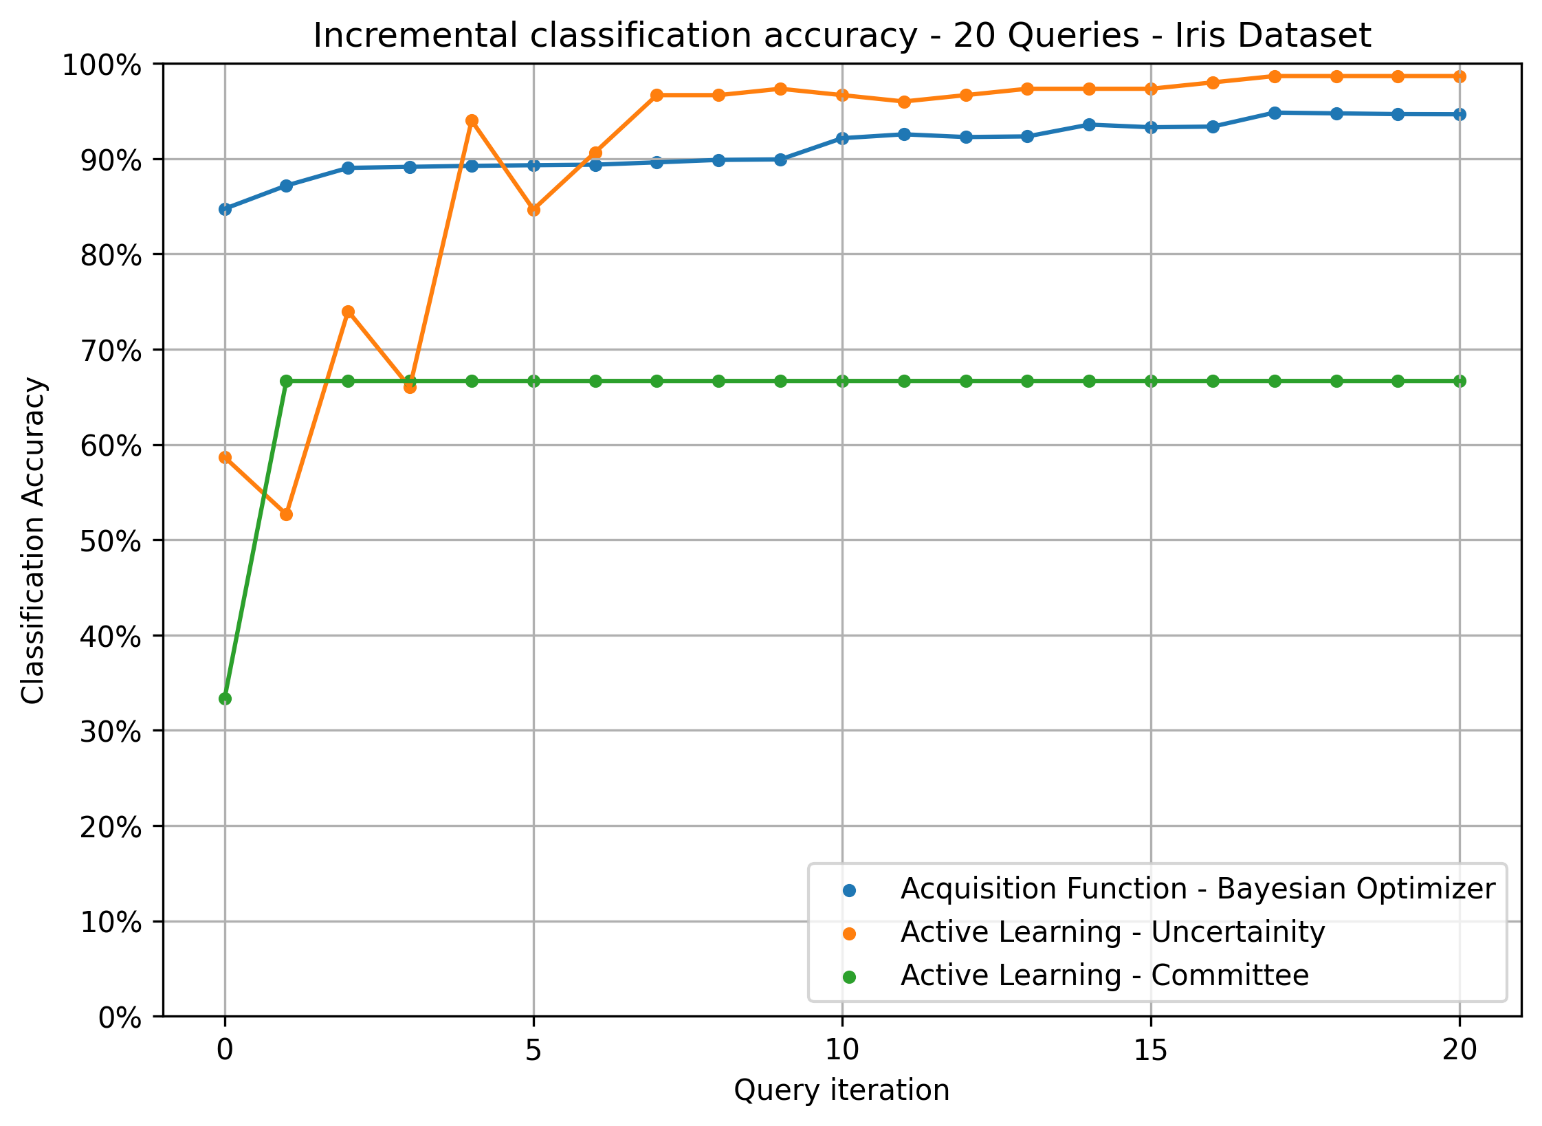 Incremental classification accuracy - 20 Queries - Iris Dataset
100%
90%
80%
70%
60%
50%
40%
30%
20%
10%
0%
Classification Accuracy
Acquisition Function - Bayesian Optimizer
Active Learning - Uncertainity
Active Learning - Committee
0 5 10 15 20
Query iteration